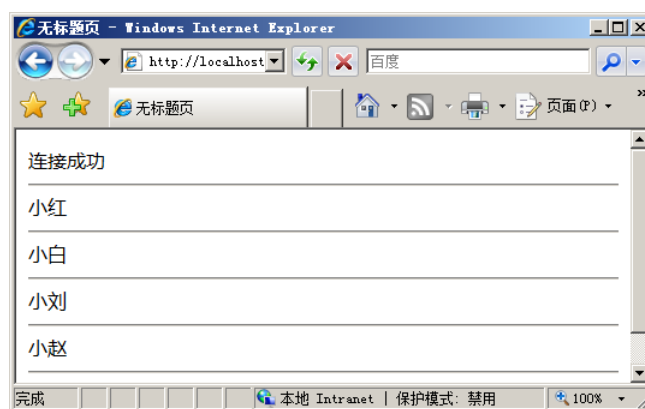 无标题页 - Windows Internet Explorer
http://localhost
百度
无标题页
页面(P)
连接成功
小红
小白
小刘
小赵
完成
本地 Intranet | 保护模式: 禁用
100%